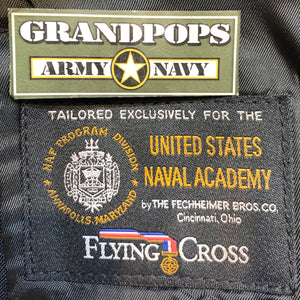 GRANDPOPS
ARMY NAVY
TAILORED EXCLUSIVELY FOR THE
NAF PROGRAM DIVISION
ANNAPOLIS, MARYLAND
UNITED STATES
NAVAL ACADEMY
by THE FECHHEIMER BROS. CO.
Cincinnati, Ohio
FLYING CROSS